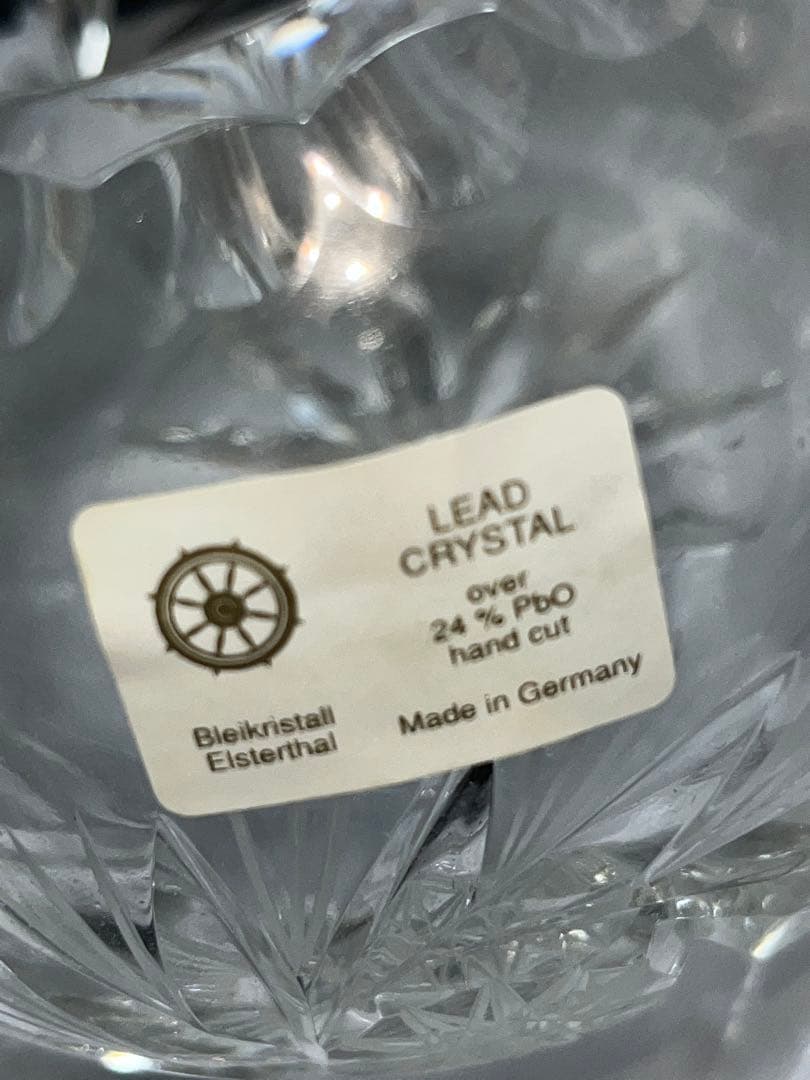 LEAD
CRYSTAL
over
24 % PbO
hand cut
Made in Germany
Bleikristall
Elsterthal